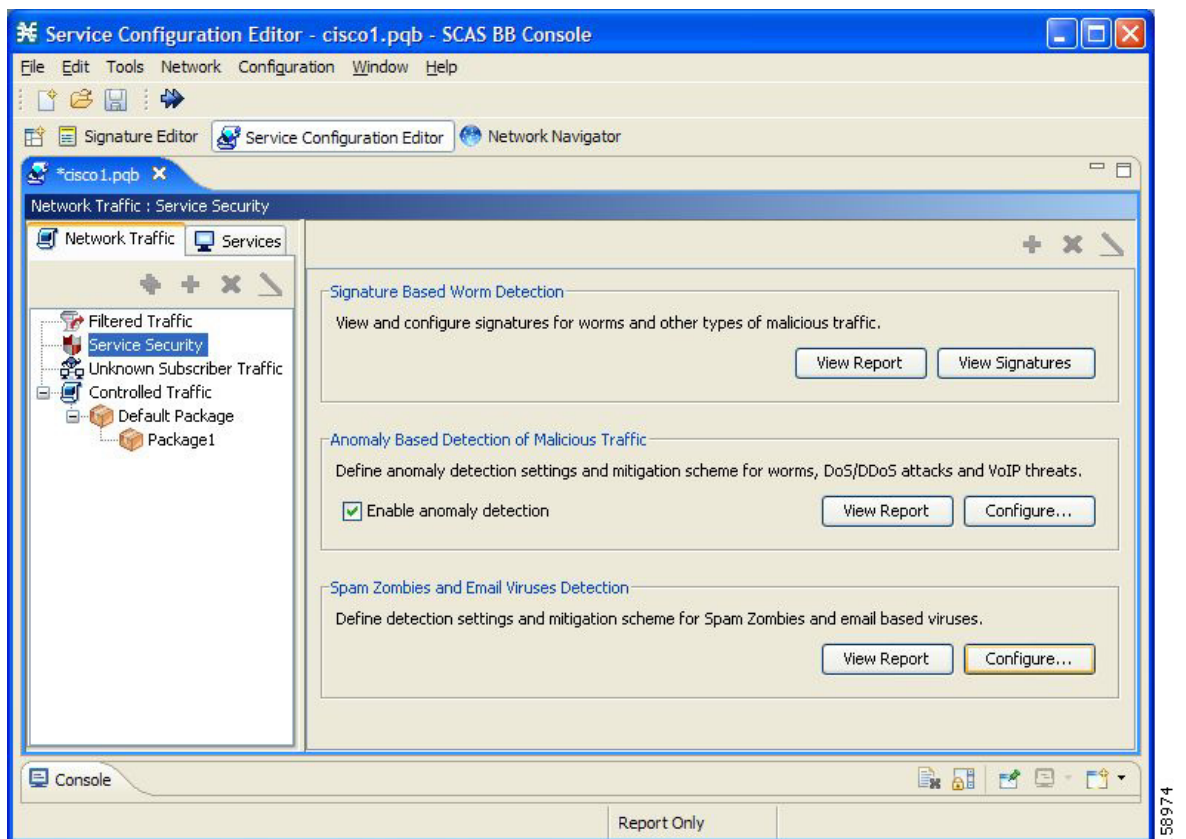 Service Configuration Editor - cisco1.pqb - SCAS BB Console
File Edit Tools Network Configuration Window Help
Signature Editor Service Configuration Editor Network Navigator
*cisco1.pqb
Network Traffic : Service Security
Network Traffic Services
Filtered Traffic
Service Security
Unknown Subscriber Traffic
Controlled Traffic
Default Package
Package1
Signature Based Worm Detection
View and configure signatures for worms and other types of malicious traffic.
View Report View Signatures
Anomaly Based Detection of Malicious Traffic
Define anomaly detection settings and mitigation scheme for worms, DoS/DDoS attacks and VoIP threats.
Enable anomaly detection View Report Configure...
Spam Zombies and Email Viruses Detection
Define detection settings and mitigation scheme for Spam Zombies and email based viruses.
View Report Configure...
Console
Report Only
58974